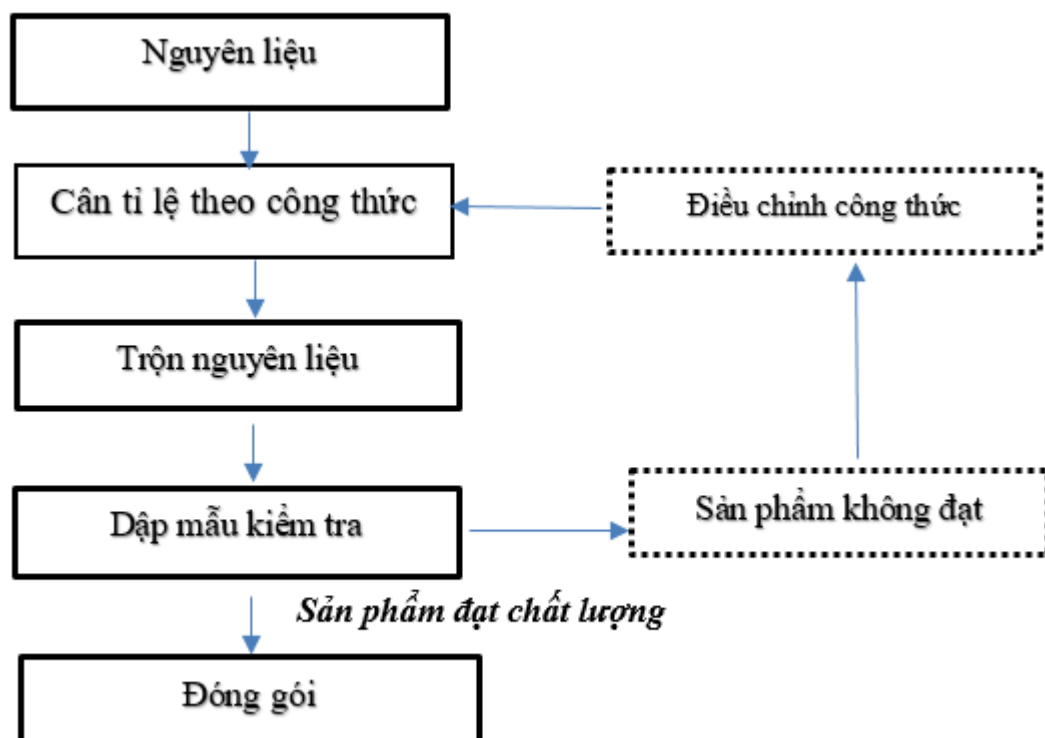 Nguyên liệu
Cân tỉ lệ theo công thức
Điều chỉnh công thức
Trộn nguyên liệu
Dập mẫu kiểm tra
Sản phẩm không đạt
Sản phẩm đạt chất lượng
Đóng gói